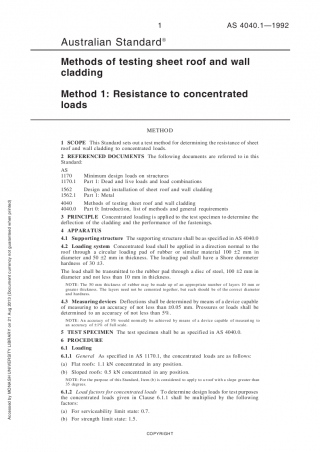 1
AS 4040.1—1992
Australian Standard®
Methods of testing sheet roof and wall
cladding
Method 1: Resistance to concentrated
loads
METHOD
1 SCOPE This Standard sets out a test method for determining the resistance of sheet
roof and wall cladding to concentrated loads.
2 REFERENCED DOCUMENTS The following documents are referred to in this
Standard:
AS
1170 Minimum design loads on structures
1170.1 Part 1: Dead and live loads and load combinations
1562 Design and installation of sheet roof and wall cladding
1562.1 Part 1: Metal
4040 Methods of testing sheet roof and wall cladding
4040.0 Part 0: Introduction, list of methods and general requirements
3 PRINCIPLE Concentrated loading is applied to the test specimen to determine the
deflection of the cladding and the performance of the fastenings.
4 APPARATUS
4.1 Supporting structure The supporting structure shall be as specified in AS 4040.0
4.2 Loading system Concentrated load shall be applied in a direction normal to the
roof through a circular loading pad of rubber or similar material 100 ±2 mm in
diameter and 50 ±2 mm in thickness. The loading pad shall have a Shore durometer
hardness of 30 ±5.
The load shall be transmitted to the rubber pad through a disc of steel, 100 ±2 mm in
diameter and not less than 10 mm in thickness.
NOTE: The 50 mm thickness of rubber may be made up of an appropriate number of layers 10 mm or
greater thickness. The layers need not be cemented together, but each should be of the correct diameter
and hardness.
4.3 Measuring devices Deflections shall be determined by means of a device capable
of measuring to an accuracy of not less than ±0.05 mm. Pressures or loads shall be
determined to an accuracy of not less than 5%.
NOTE: An accuracy of 5% would normally be achieved by means of a device capable of measuring to
an accuracy of ±1% of full scale.
5 TEST SPECIMEN The test specimen shall be as specified in AS 4040.0.
6 PROCEDURE
6.1 Loading
6.1.1 General As specified in AS 1170.1, the concentrated loads are as follows:
(a) Flat roofs: 1.1 kN concentrated in any position.
(b) Sloped roofs: 0.5 kN concentrated in any position.
NOTE: For the purpose of this Standard, Item (b) is considered to apply to a roof with a slope greater than
35 degrees.
6.1.2 Load factors for concentrated loads To determine design loads for test purposes
the concentrated loads given in Clause 6.1.1 shall be multiplied by the following
factors:
(a) For serviceability limit state: 0.7.
(b) For strength limit state: 1.5.
COPYRIGHT
Accessed by MONASH UNIVERSITY LIBRARY on 21 Aug 2013 (Document currency not guaranteed when printed)